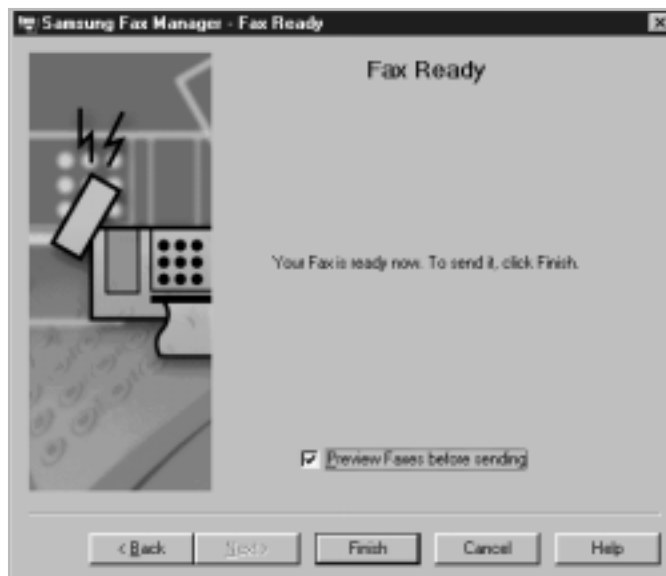 Samsung Fax Manager - Fax Ready
Fax Ready
Your Fax is ready now. To send it, click Finish.
Preview Faxes before sending
< Back
Next >
Finish
Cancel
Help